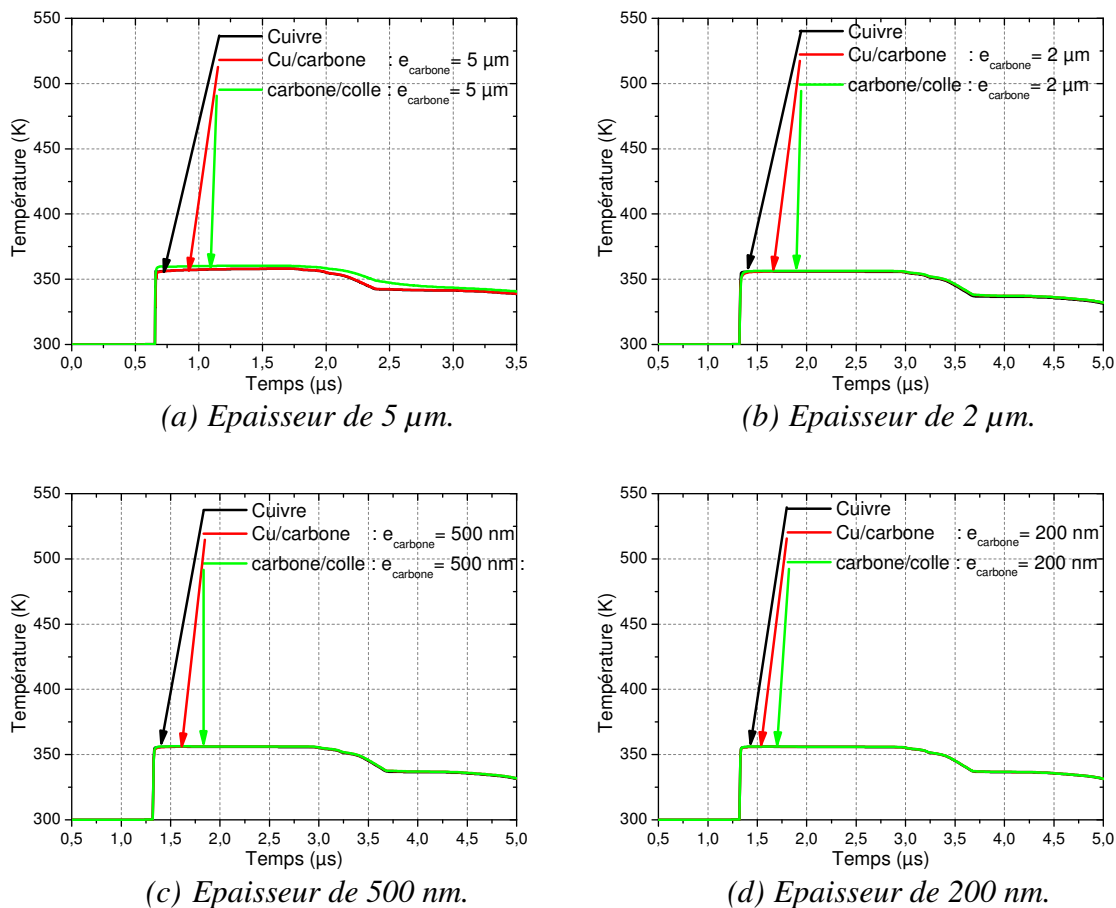 550
500
450
400
350
300
Température (K)
Cuivre
Cu/carbone : e carbone = 5 µm
carbone/colle : e carbone = 5 µm
0,0 0,5 1,0 1,5 2,0 2,5 3,0 3,5
Temps (µs)
(a) Epaisseur de 5 µm.
550
500
450
400
350
300
Température (K)
Cuivre
Cu/carbone : e carbone = 2 µm
carbone/colle : e carbone = 2 µm
0,5 1,0 1,5 2,0 2,5 3,0 3,5 4,0 4,5 5,0
Temps (µs)
(b) Epaisseur de 2 µm.
550
500
450
400
350
300
Température (K)
Cuivre
Cu/carbone : e carbone = 500 nm
carbone/colle : e carbone = 500 nm :
0,5 1,0 1,5 2,0 2,5 3,0 3,5 4,0 4,5 5,0
Temps (µs)
(c) Epaisseur de 500 nm.
550
500
450
400
350
300
Température (K)
Cuivre
Cu/carbone : e carbone = 200 nm
carbone/colle : e carbone = 200 nm
0,5 1,0 1,5 2,0 2,5 3,0 3,5 4,0 4,5 5,0
Temps (µs)
(d) Epaisseur de 200 nm.